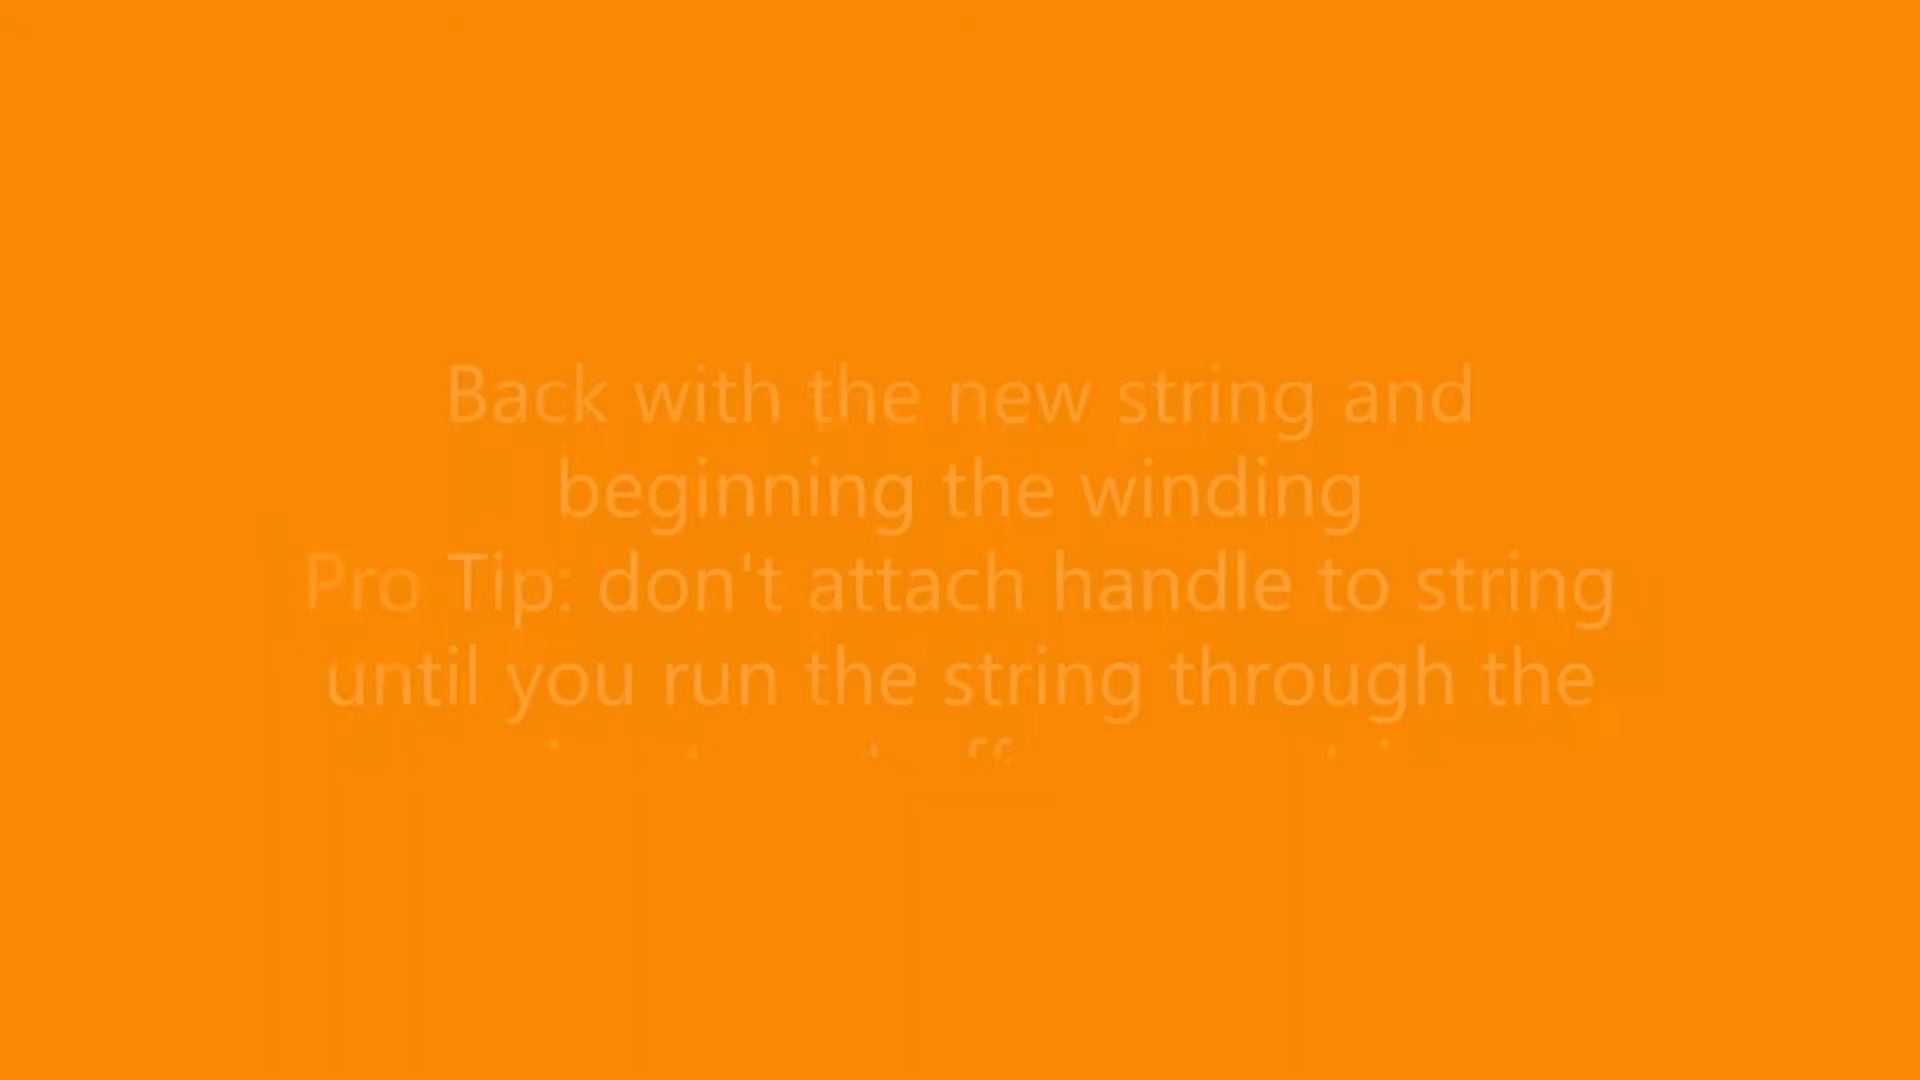 Back with the new string and
beginning the winding
Pro Tip: don't attach handle to string
until you run the string through the